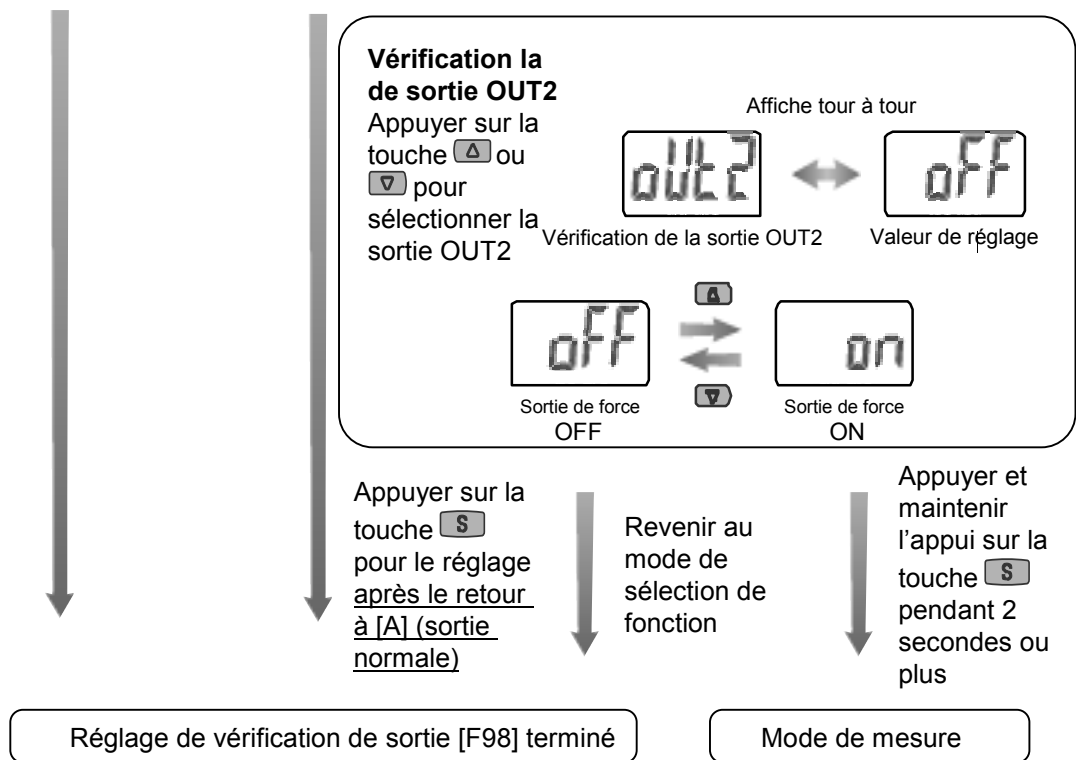 Vérification la
de sortie OUT2
Appuyer sur la
touche △ ou
▽ pour
sélectionner la
sortie OUT2
Affiche tour à tour
oUt2
oFF
Vérification de la sortie OUT2
Valeur de réglage
oFF
on
Sortie de force
OFF
Sortie de force
ON
Appuyer sur la
touche S
pour le réglage
après le retour
à [A] (sortie
normale)
Revenir au
mode de
sélection de
fonction
Appuyer et
maintenir
l'appui sur la
touche S
pendant 2
secondes ou
plus
Réglage de vérification de sortie [F98] terminé
Mode de mesure